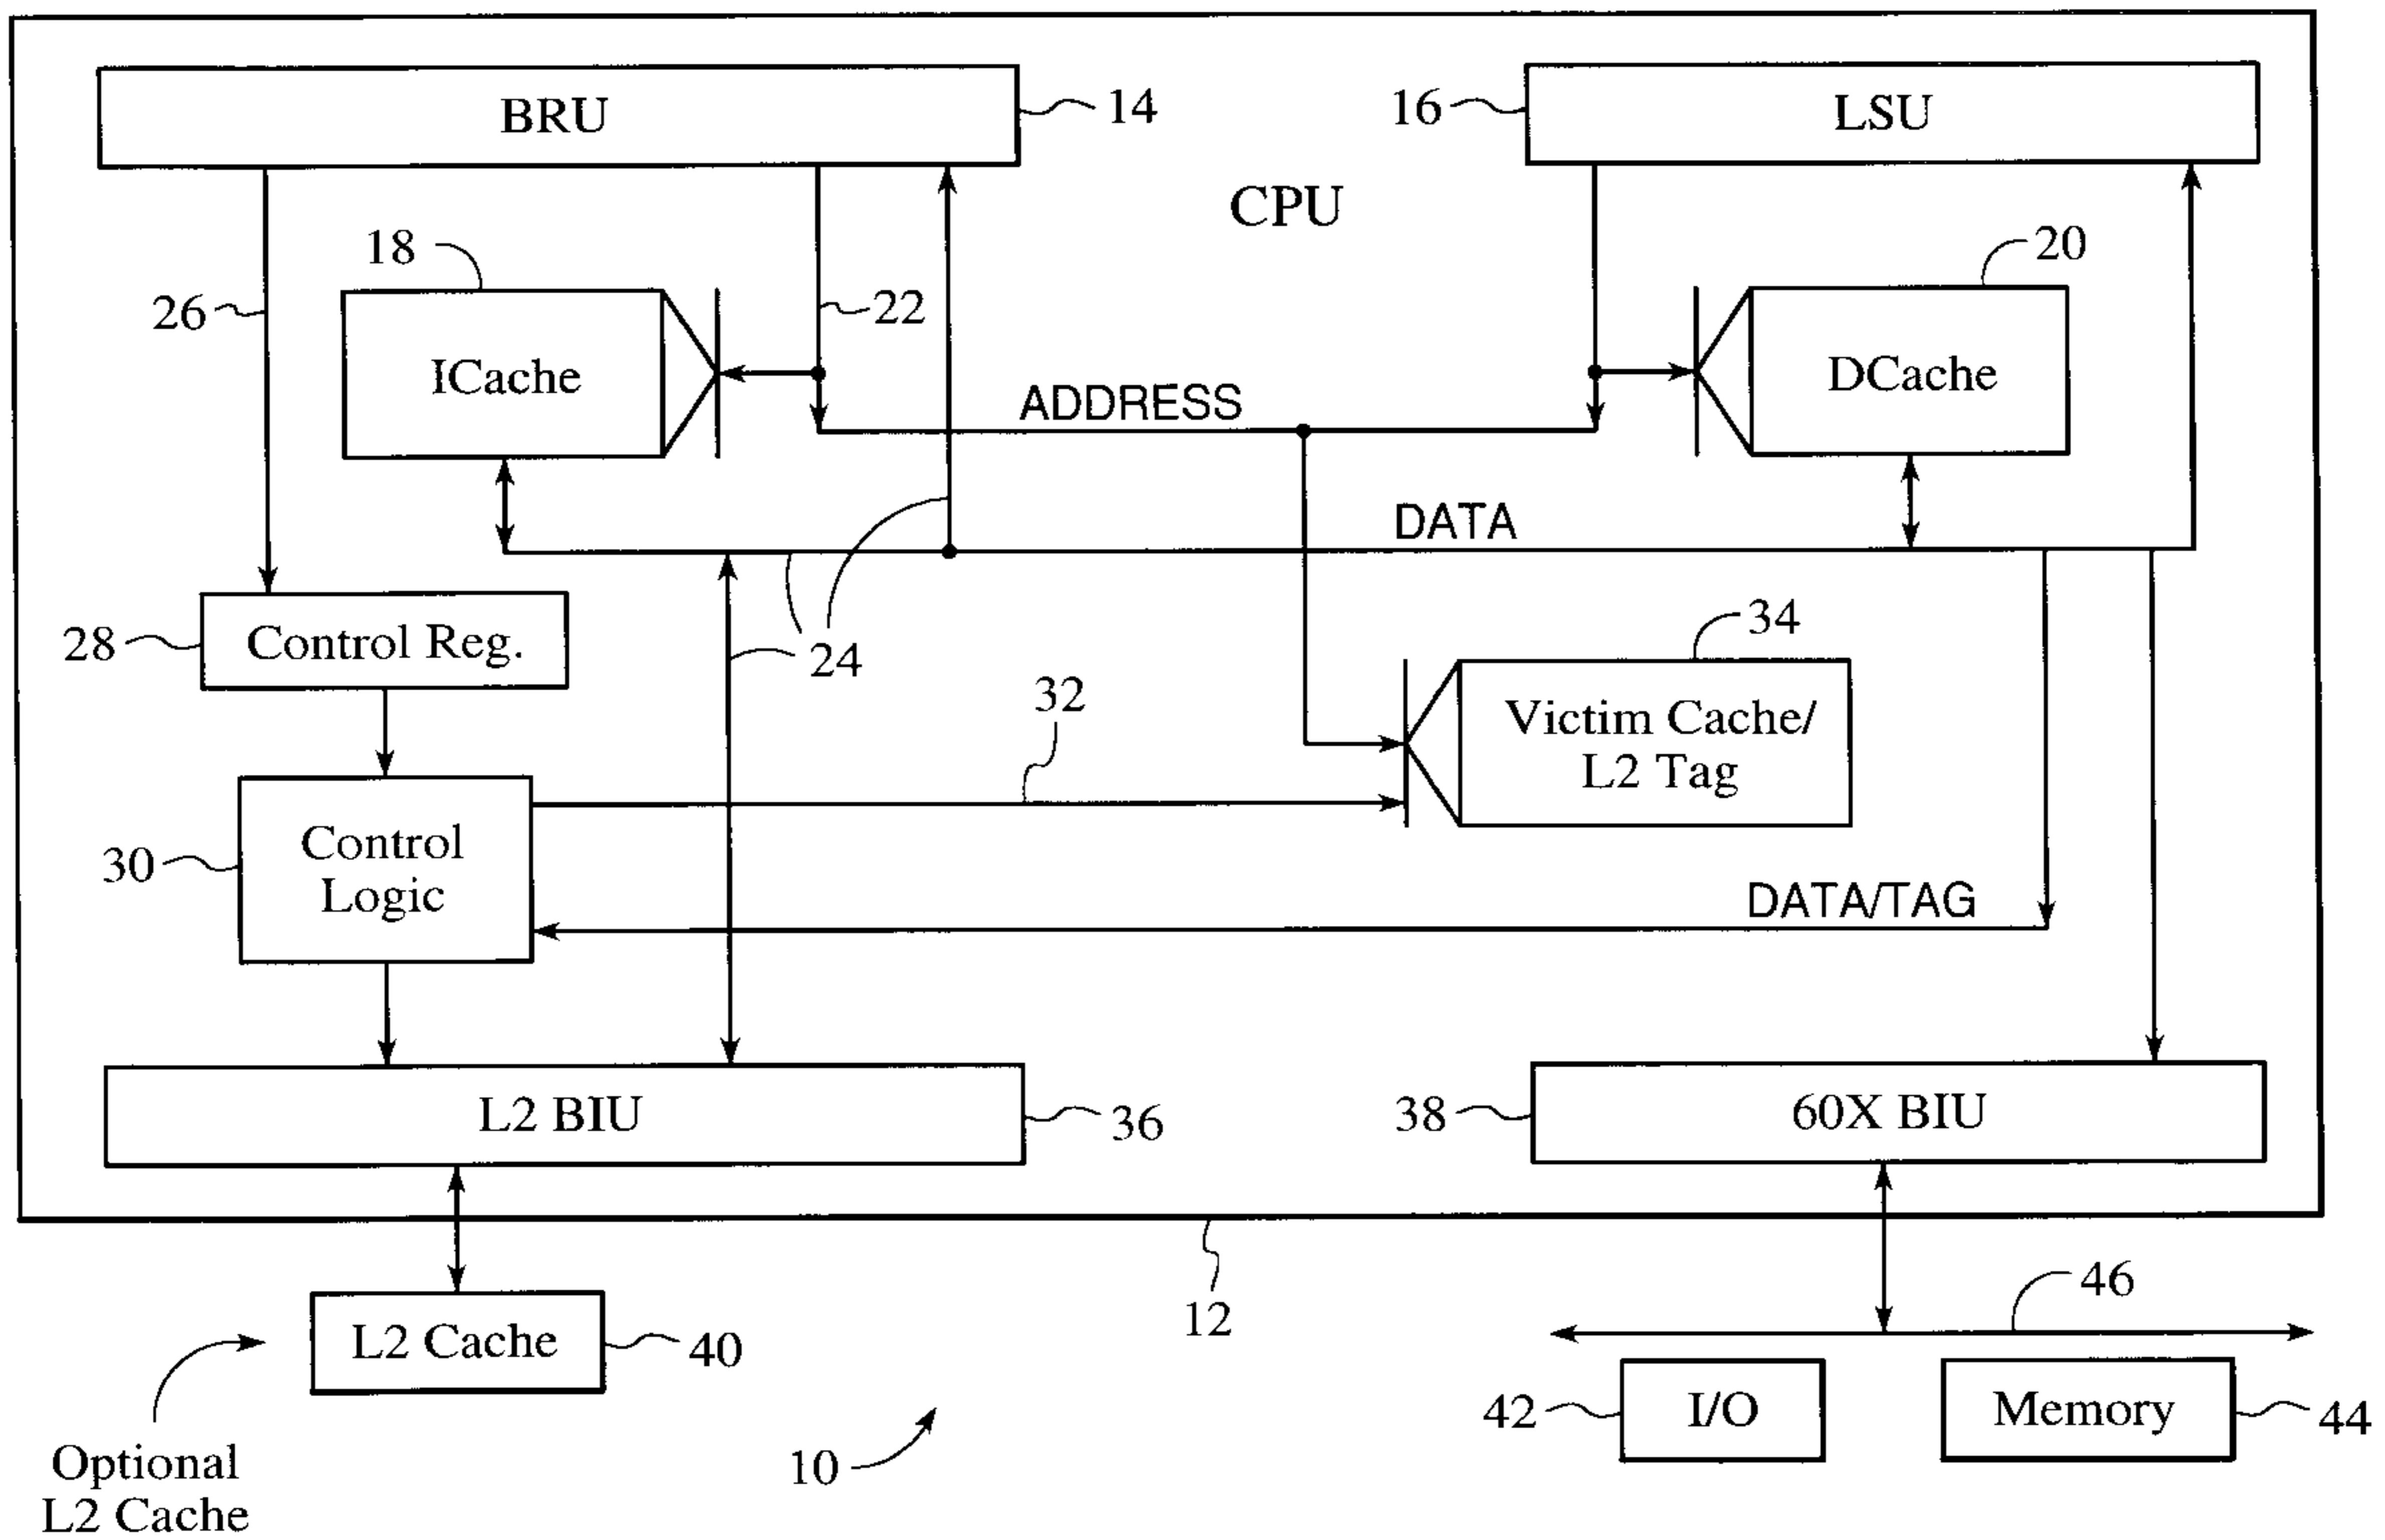 BRU
14
16
LSU
CPU
18
20
26
22
ICache
DCache
ADDRESS
DATA
28
Control Reg.
24
34
32
Victim Cache/
L2 Tag
30
Control
Logic
DATA/TAG
L2 BIU
36
38
60X BIU
12
46
L2 Cache
40
42
I/O
Memory
44
Optional
L2 Cache
10